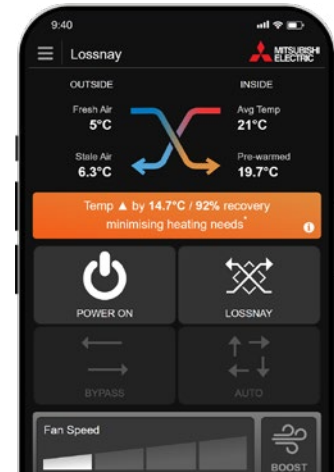 9:40
Lossnay
MITSUBISHI
ELECTRIC
OUTSIDE
INSIDE
Fresh Air
5°C
Avg Temp
21°C
Stale Air
6.3°C
Pre-warmed
19.7°C
Temp ▲ by 14.7°C / 92% recovery
minimising heating needs*
i
POWER ON
LOSSNAY
BYPASS
AUTO
Fan Speed
BOOST